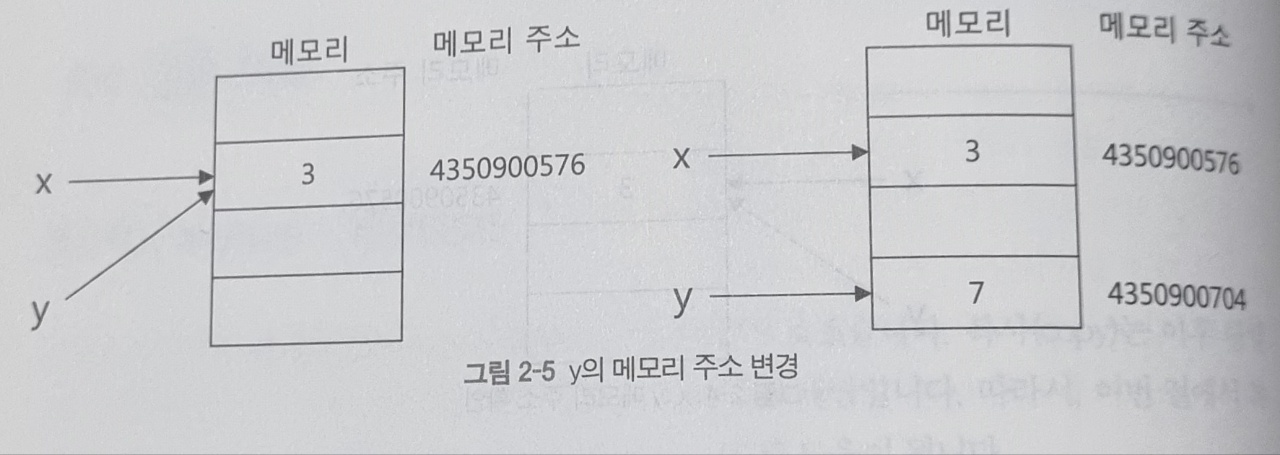 메모리 메모리 주소
x 3 4350900576
y
메모리 메모리 주소
x 3 4350900576
y 7 4350900704
그림 2-5 y의 메모리 주소 변경